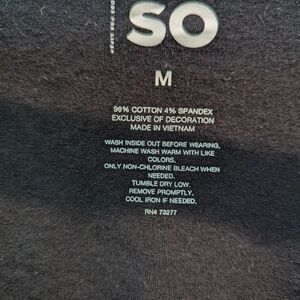 SO
M
96% COTTON 4% SPANDEX
EXCLUSIVE OF DECORATION
MADE IN VIETNAM
WASH INSIDE OUT BEFORE WEARING,
MACHINE WASH WARM WITH LIKE
COLORS,
ONLY NON-CHLORINE BLEACH WHEN
NEEDED.
TUMBLE DRY LOW.
REMOVE PROMPTLY.
COOL IRON IF NEEDED.
RN# 73277